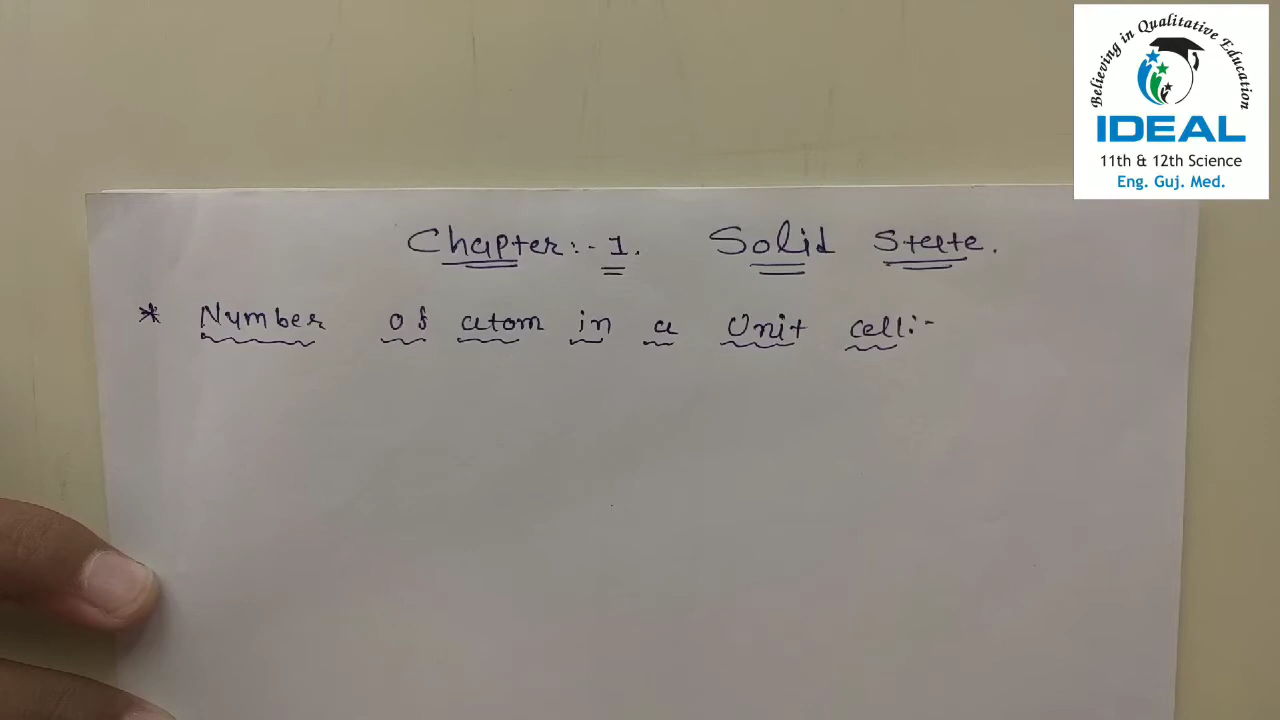 Believing in Qualitative Education
IDEAL
11th & 12th Science
Eng. Guj. Med.
Chapter:- 1. Solid State.
* Number of atom in a Unit cell:-